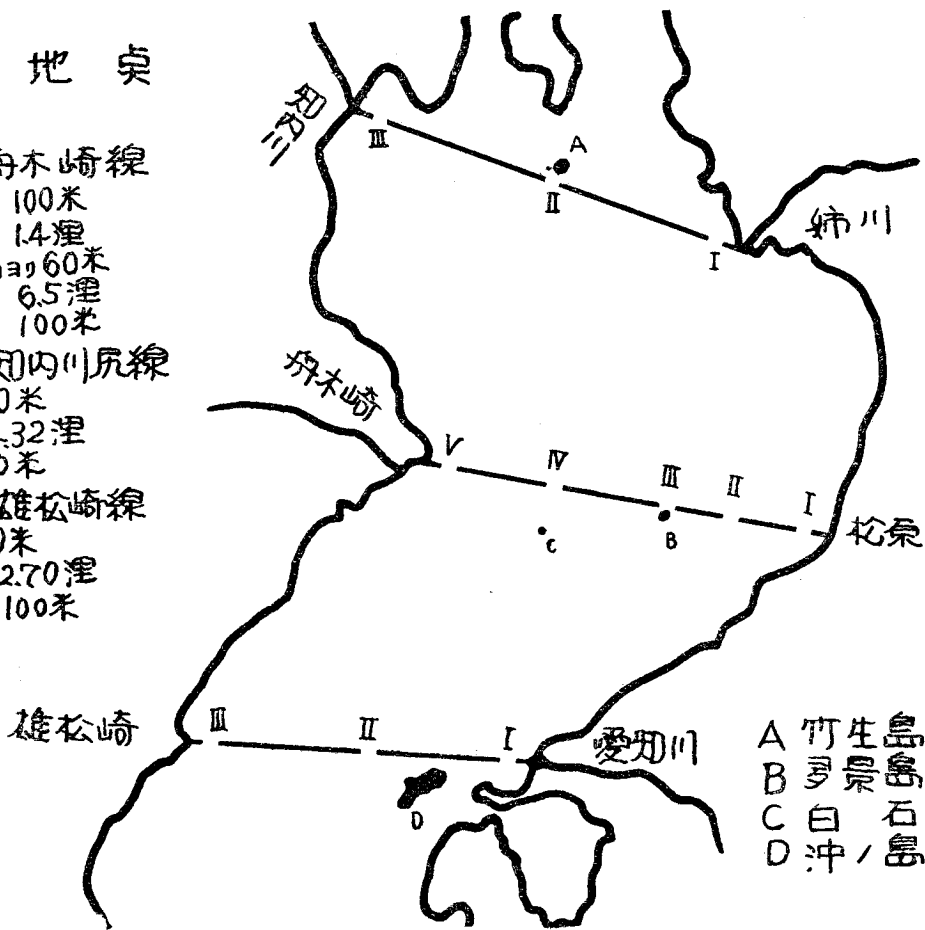 地点
舟木崎線
100米
1.4浬
ヨリ60米
6.5浬
100米
知内川尻線
0米
.32浬
0米
雄松崎線
0米
2.70浬
100米
知内川
III
A
II
I
姉川
舟木崎
V
IV
III
II
I
松原
C
B
雄松崎
III
II
I
愛知川
D
A 竹生島
B 多景島
C 白石
D 沖ノ島